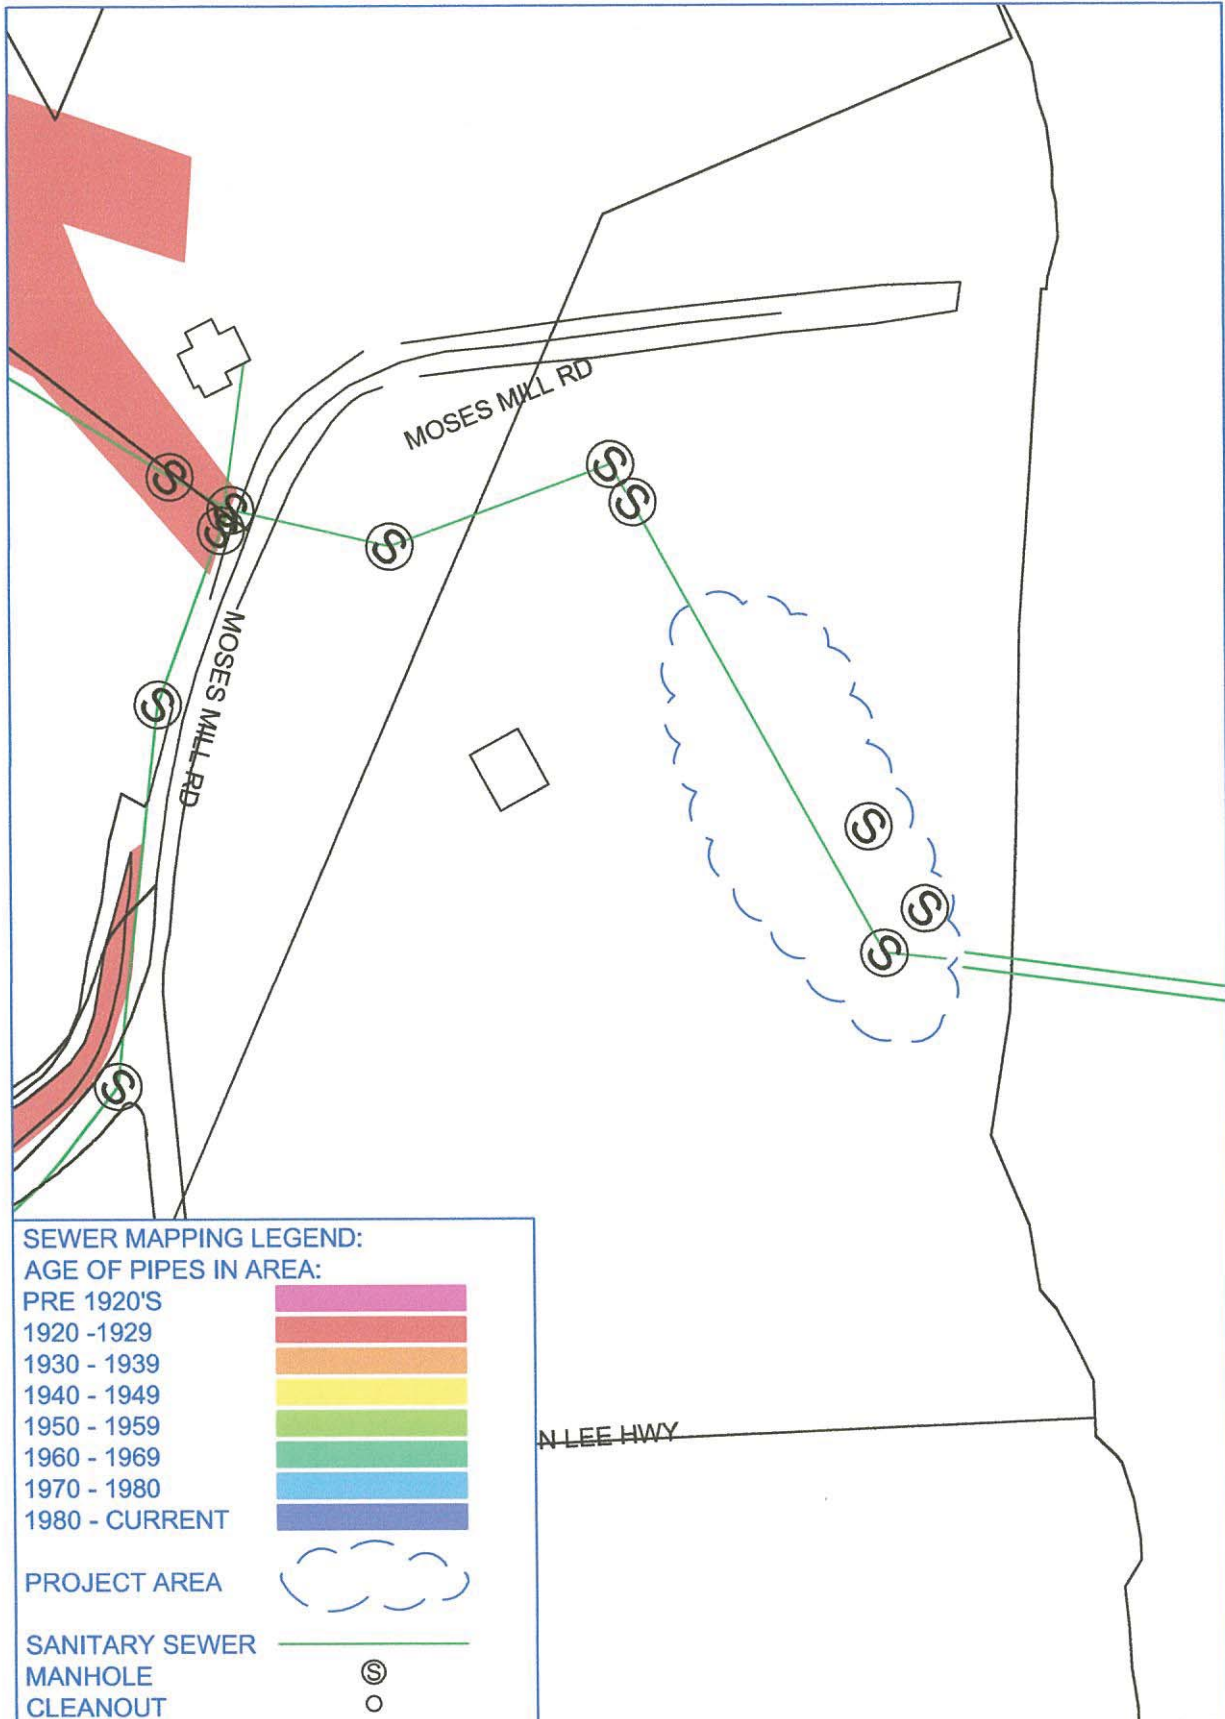 MOSES MILL RD
S
S
S
S
S
S
MOSES MILL RD
S
S
S
S
S
SEWER MAPPING LEGEND:
AGE OF PIPES IN AREA:
PRE 1920'S
1920 -1929
1930 - 1939
1940 - 1949
1950 - 1959
1960 - 1969
1970 - 1980
1980 - CURRENT
N LEE HWY
PROJECT AREA
SANITARY SEWER
MANHOLE
S
CLEANOUT